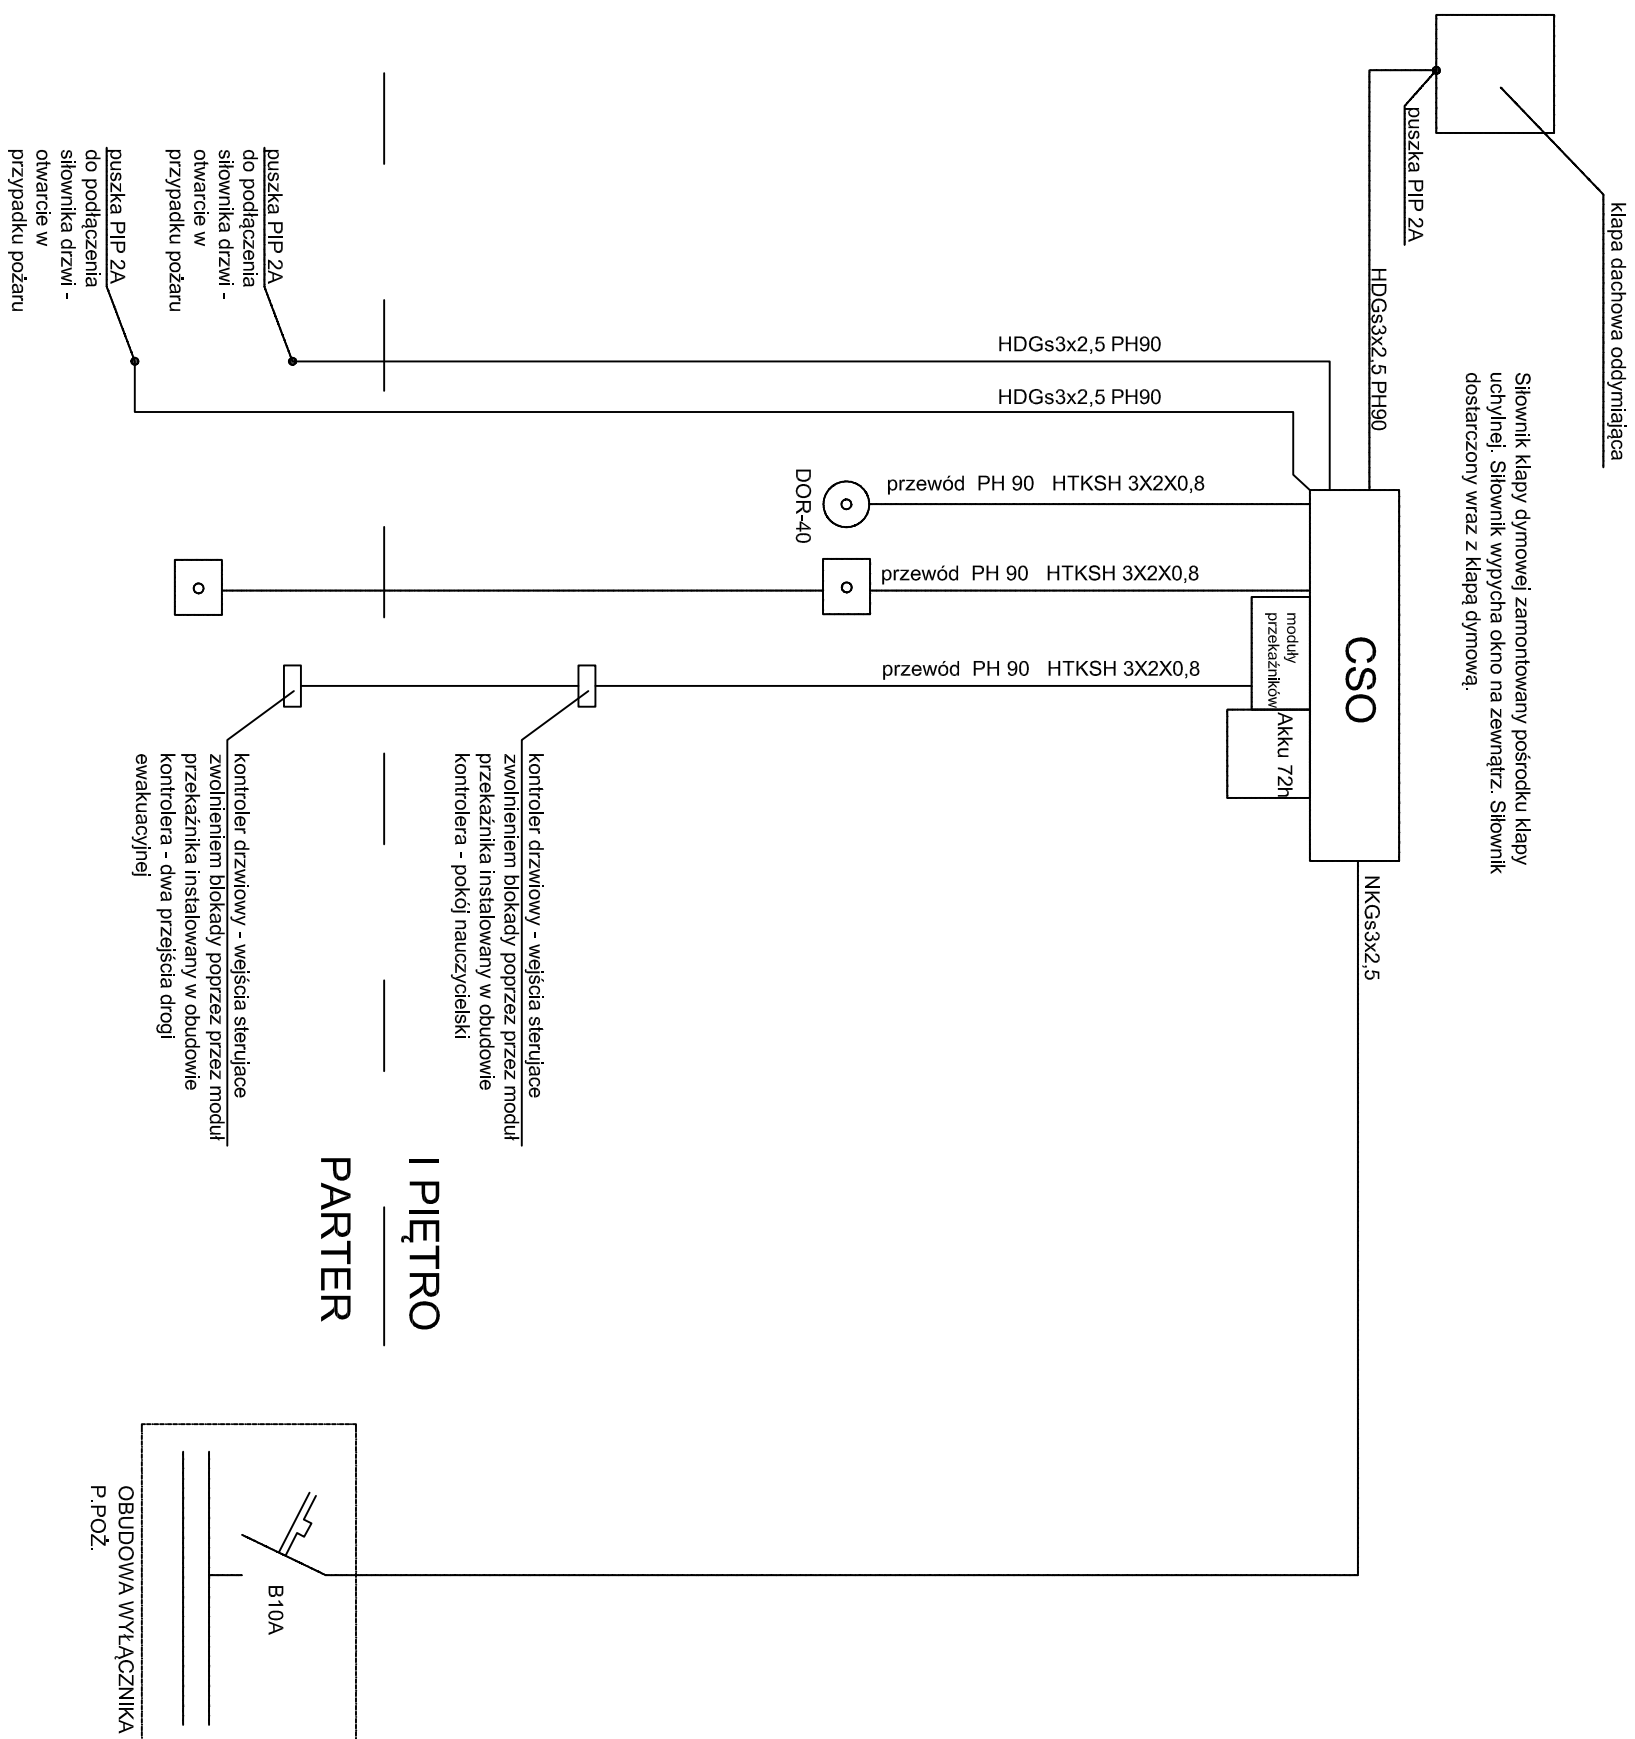 klapa dachowa oddymiająca
puszka PIP 2A
HDGs3x2,5 PH90
Siłownik klapy dymowej zamontowany pośrodku klapy
uchylnej. Siłownik wypycha okno na zewnątrz. Siłownik
dostarczony wraz z klapą dymową.
CSO
moduły
przekaźników
Akku 72h
NKGs3x2,5
HDGs3x2,5 PH90
HDGs3x2,5 PH90
przewód PH 90 HTKSH 3X2X0,8
DOR-40
przewód PH 90 HTKSH 3X2X0,8
przewód PH 90 HTKSH 3X2X0,8
kontroler drzwiowy - wejścia sterujace
zwolnieniem blokady poprzez przez moduł
przekaźnika instalowany w obudowie
kontrolera - pokój nauczycielski
I PIĘTRO
PARTER
puszka PIP 2A
do podłączenia
siłownika drzwi -
otwarcie w
przypadku pożaru
puszka PIP 2A
do podłączenia
siłownika drzwi -
otwarcie w
przypadku pożaru
kontroler drzwiowy - wejścia sterujace
zwolnieniem blokady poprzez przez moduł
przekaźnika instalowany w obudowie
kontrolera - dwa przejścia drogi
ewakuacyjnej
B10A
OBUDOWA WYŁĄCZNIKA
P.POŻ.